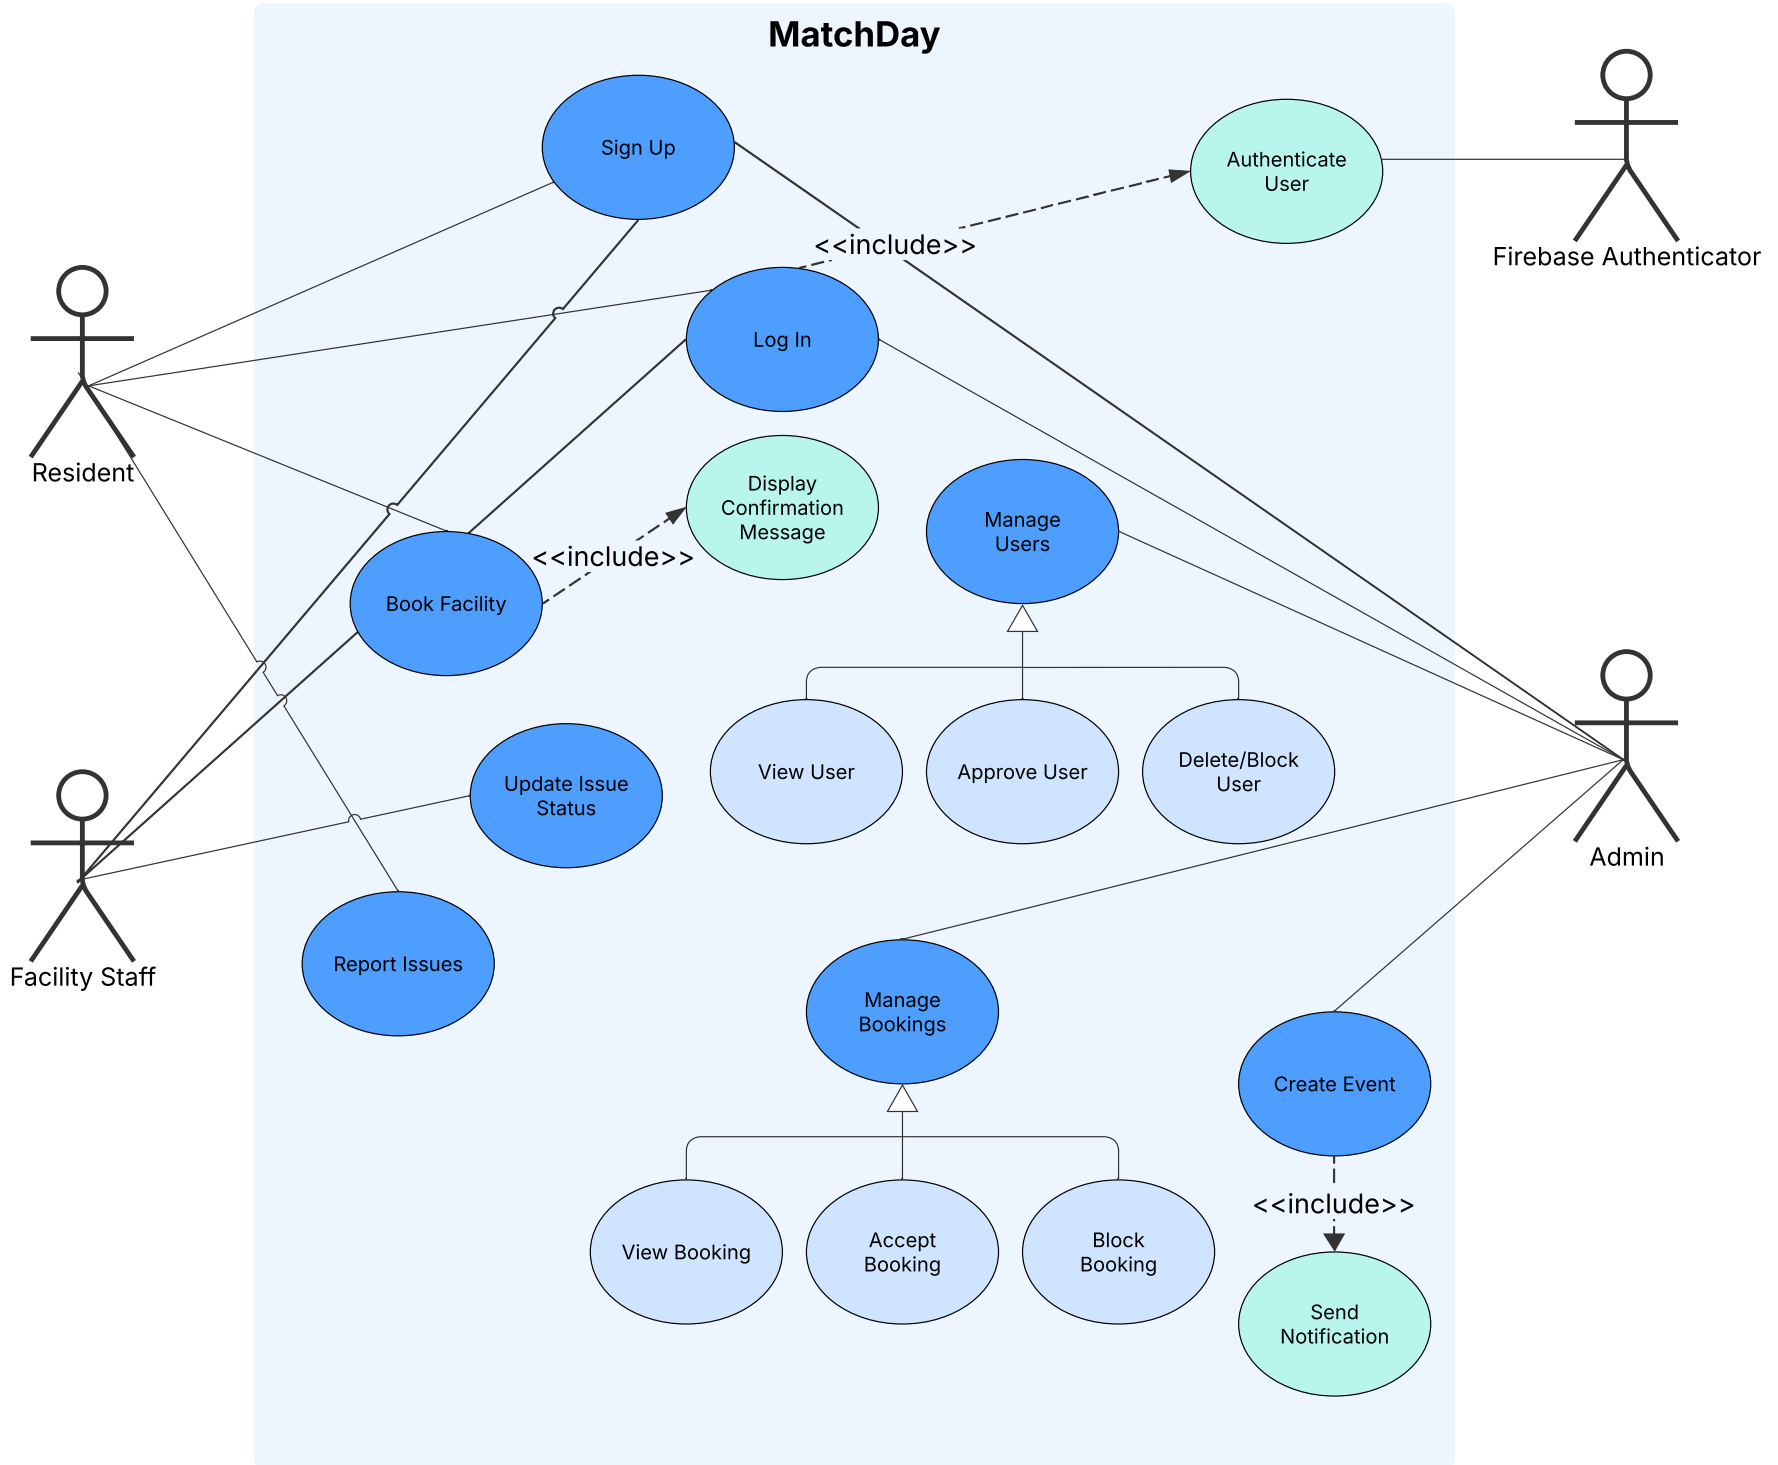 MatchDay
Sign Up
Authenticate
User
Firebase Authenticator
<<include>>
Log In
Resident
Display
Confirmation
Message
Manage
Users
<<include>>
Book Facility
Update Issue
Status
View User
Approve User
Delete/Block
User
Admin
Facility Staff
Report Issues
Manage
Bookings
Create Event
<<include>>
View Booking
Accept
Booking
Block
Booking
Send
Notification